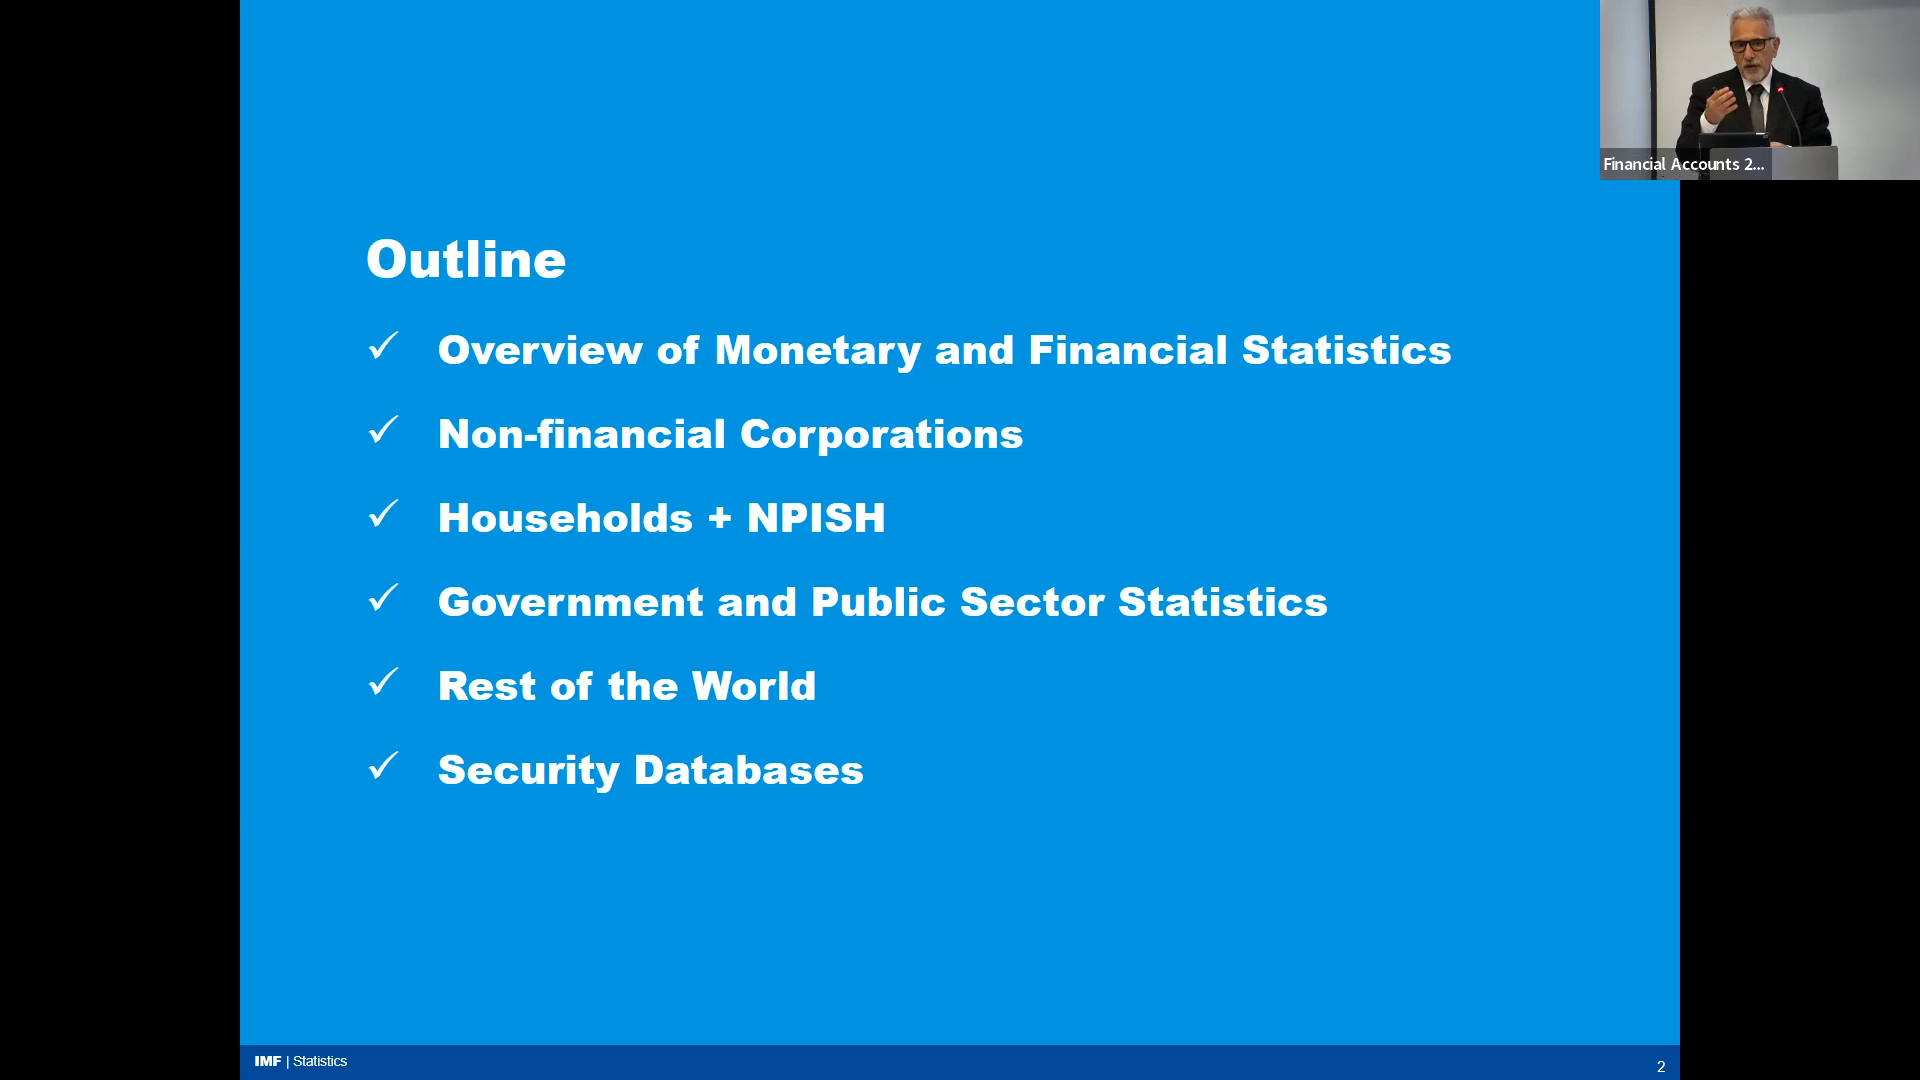 Financial Accounts 2...
Outline
✓ Overview of Monetary and Financial Statistics
✓ Non-financial Corporations
✓ Households + NPISH
✓ Government and Public Sector Statistics
✓ Rest of the World
✓ Security Databases
IMF | Statistics
2